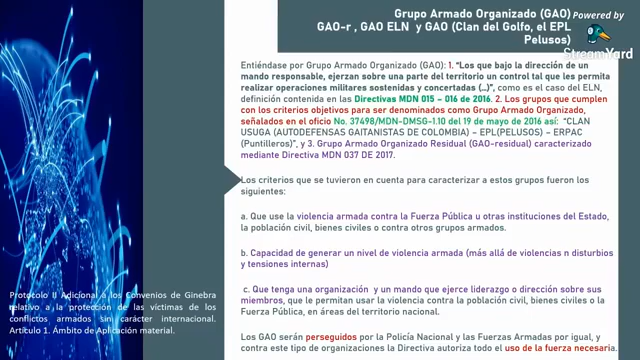 Grupo Armado Organizado (GAO)
GAO-r , GAO ELN y GAO (Clan del Golfo, el EPL
Pelusos)
Powered by
StreamYard
Entiéndase por Grupo Armado Organizado (GAO): 1. “Los que bajo la dirección de un
mando responsable, ejerzan sobre una parte del territorio un control tal que les permita
realizar operaciones militares sostenidas y concertadas (…)”, como es el caso del ELN,
definición contenida en las Directivas MDN 015 – 016 de 2016. 2. Los grupos que cumplen
con los criterios objetivos para ser denominados como Grupo Armado Organizado,
señalados en el oficio No. 37498/MDN-DMSG-1.10 del 19 de mayo de 2016 así: “CLAN
USUGA (AUTODEFENSAS GAITANISTAS DE COLOMBIA) – EPL(PELUSOS) – ERPAC
(Puntilleros)”, y 3. Grupo Armado Organizado Residual (GAO-residual) caracterizado
mediante Directiva MDN 037 DE 2017.
Los criterios que se tuvieron en cuenta para caracterizar a estos grupos fueron los
siguientes:
a. Que use la violencia armada contra la Fuerza Pública u otras instituciones del Estado,
la población civil, bienes civiles o contra otros grupos armados.
b. Capacidad de generar un nivel de violencia armada (más allá de violencias n disturbios
y tensiones internas)
c. Que tenga una organización y un mando que ejerce liderazgo o dirección sobre sus
miembros, que le permitan usar la violencia contra la población civil, bienes civiles o la
Fuerza Pública, en áreas del territorio nacional.
Los GAO serán perseguidos por la Policía Nacional y las Fuerzas Armadas por igual, y
contra este tipo de organizaciones la Directiva autoriza todo el uso de la fuerza necesaria.
Protocolo II Adicional a los Convenios de Ginebra
relativo a la protección de las víctimas de los
conflictos armados sin carácter internacional.
Artículo 1. Ámbito de Aplicación material.